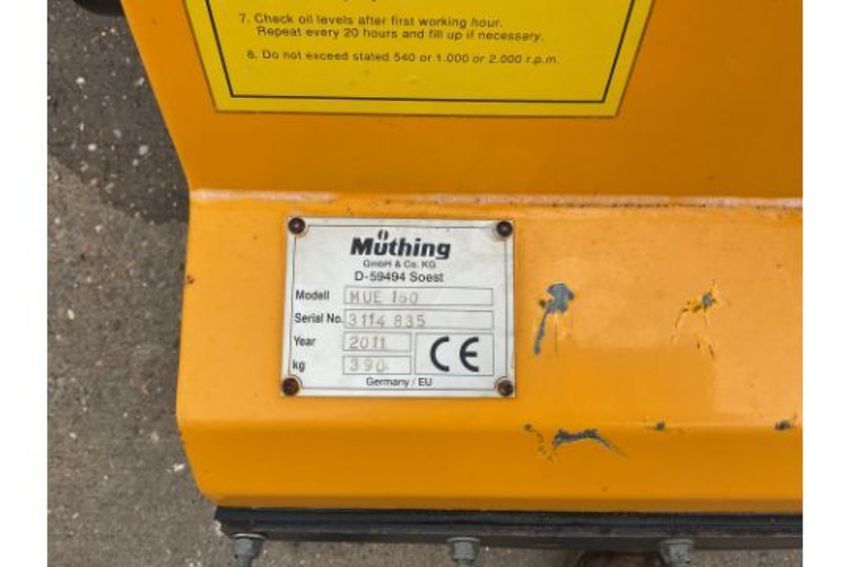 7. Check oil levels after first working hour.
Repeat every 20 hours and fill up if necessary.
8. Do not exceed stated 540 or 1.000 or 2.000 r.p.m.
Müthing
GmbH & Co. KG
D-59494 Soest
Modell MUE 160
Serial No. 3114 835
Year 2011
kg 390
CE
Germany / EU